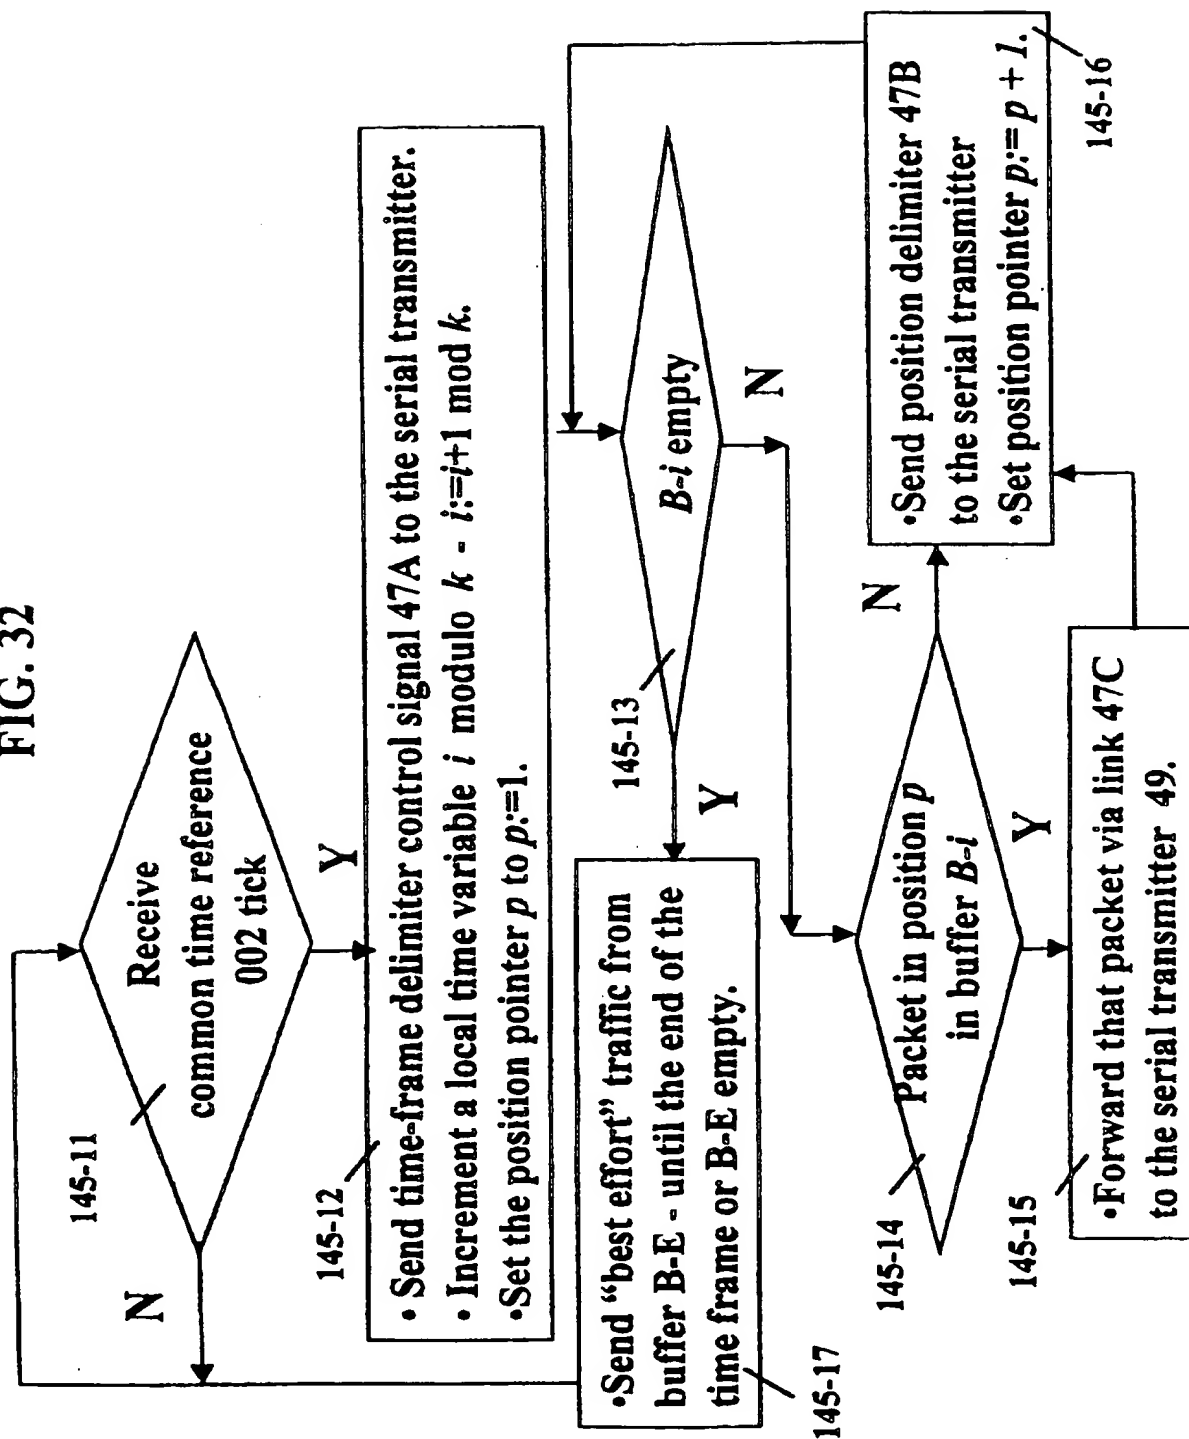 FIG. 32
Receive
common time reference
002 tick
145-11
N
Y
145-12
• Send time-frame delimiter control signal 47A to the serial transmitter.
• Increment a local time variable i modulo k - i:=i+1 mod k.
•Set the position pointer p to p:=1.
B-i empty
145-13
Y
N
•Send “best effort” traffic from
buffer B-E - until the end of the
time frame or B-E empty.
145-17
Packet in position p
in buffer B-i
145-14
N
Y
•Send position delimiter 47B
to the serial transmitter
•Set position pointer p:= p + 1.
145-16
145-15
•Forward that packet via link 47C
to the serial transmitter 49.